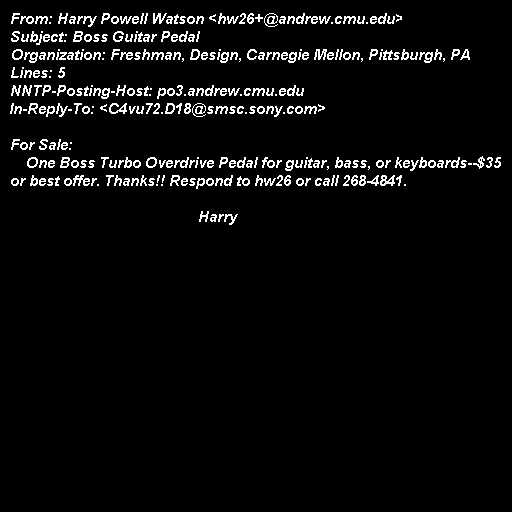 From: Harry Powell Watson <hw26+@andrew.cmu.edu>
Subject: Boss Guitar Pedal
Organization: Freshman, Design, Carnegie Mellon, Pittsburgh, PA
Lines: 5
NNTP-Posting-Host: po3.andrew.cmu.edu
In-Reply-To: <C4vu72.D18@smsc.sony.com>

For Sale:
    One Boss Turbo Overdrive Pedal for guitar, bass, or keyboards--$35
or best offer. Thanks!! Respond to hw26 or call 268-4841.

Harry